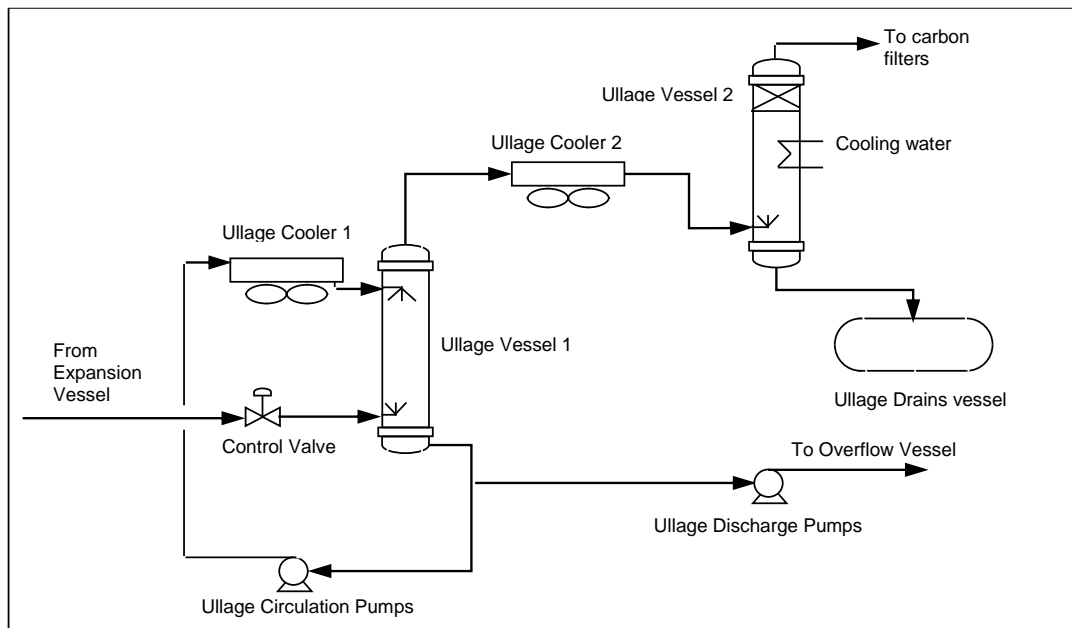 To carbon
filters
Ullage Vessel 2
Ullage Cooler 2
Cooling water
Ullage Cooler 1
Ullage Vessel 1
From
Expansion
Vessel
Ullage Drains vessel
Control Valve
To Overflow Vessel
Ullage Discharge Pumps
Ullage Circulation Pumps